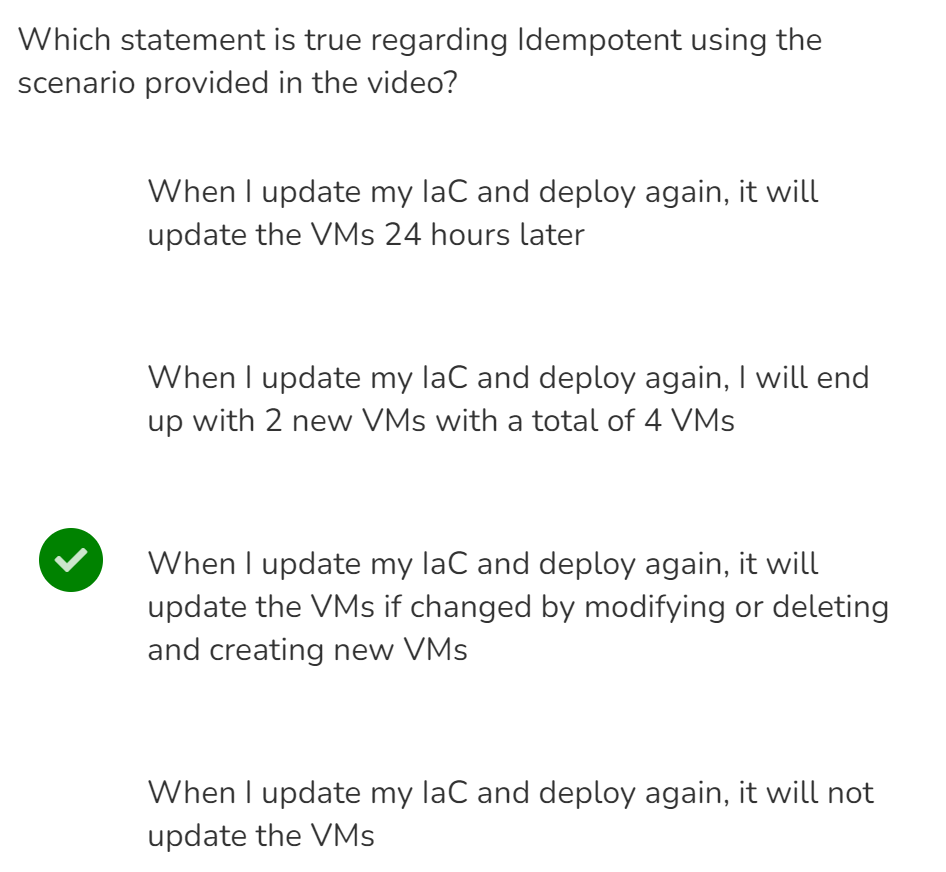 Which statement is true regarding Idempotent using the
scenario provided in the video?
When I update my IaC and deploy again, it will
update the VMs 24 hours later
When I update my IaC and deploy again, I will end
up with 2 new VMs with a total of 4 VMs
When I update my IaC and deploy again, it will
update the VMs if changed by modifying or deleting
and creating new VMs
When I update my IaC and deploy again, it will not
update the VMs